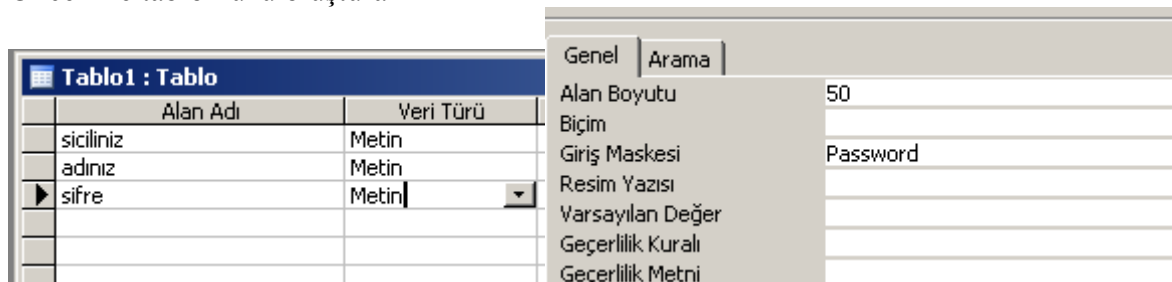 Tablo1 : Tablo
Alan Adı Veri Türü
siciliniz Metin
adınız Metin
sifre Metin
Genel Arama
Alan Boyutu 50
Biçim
Giriş Maskesi Password
Resim Yazısı
Varsayılan Değer
Geçerlilik Kuralı
Geçerlilik Metni